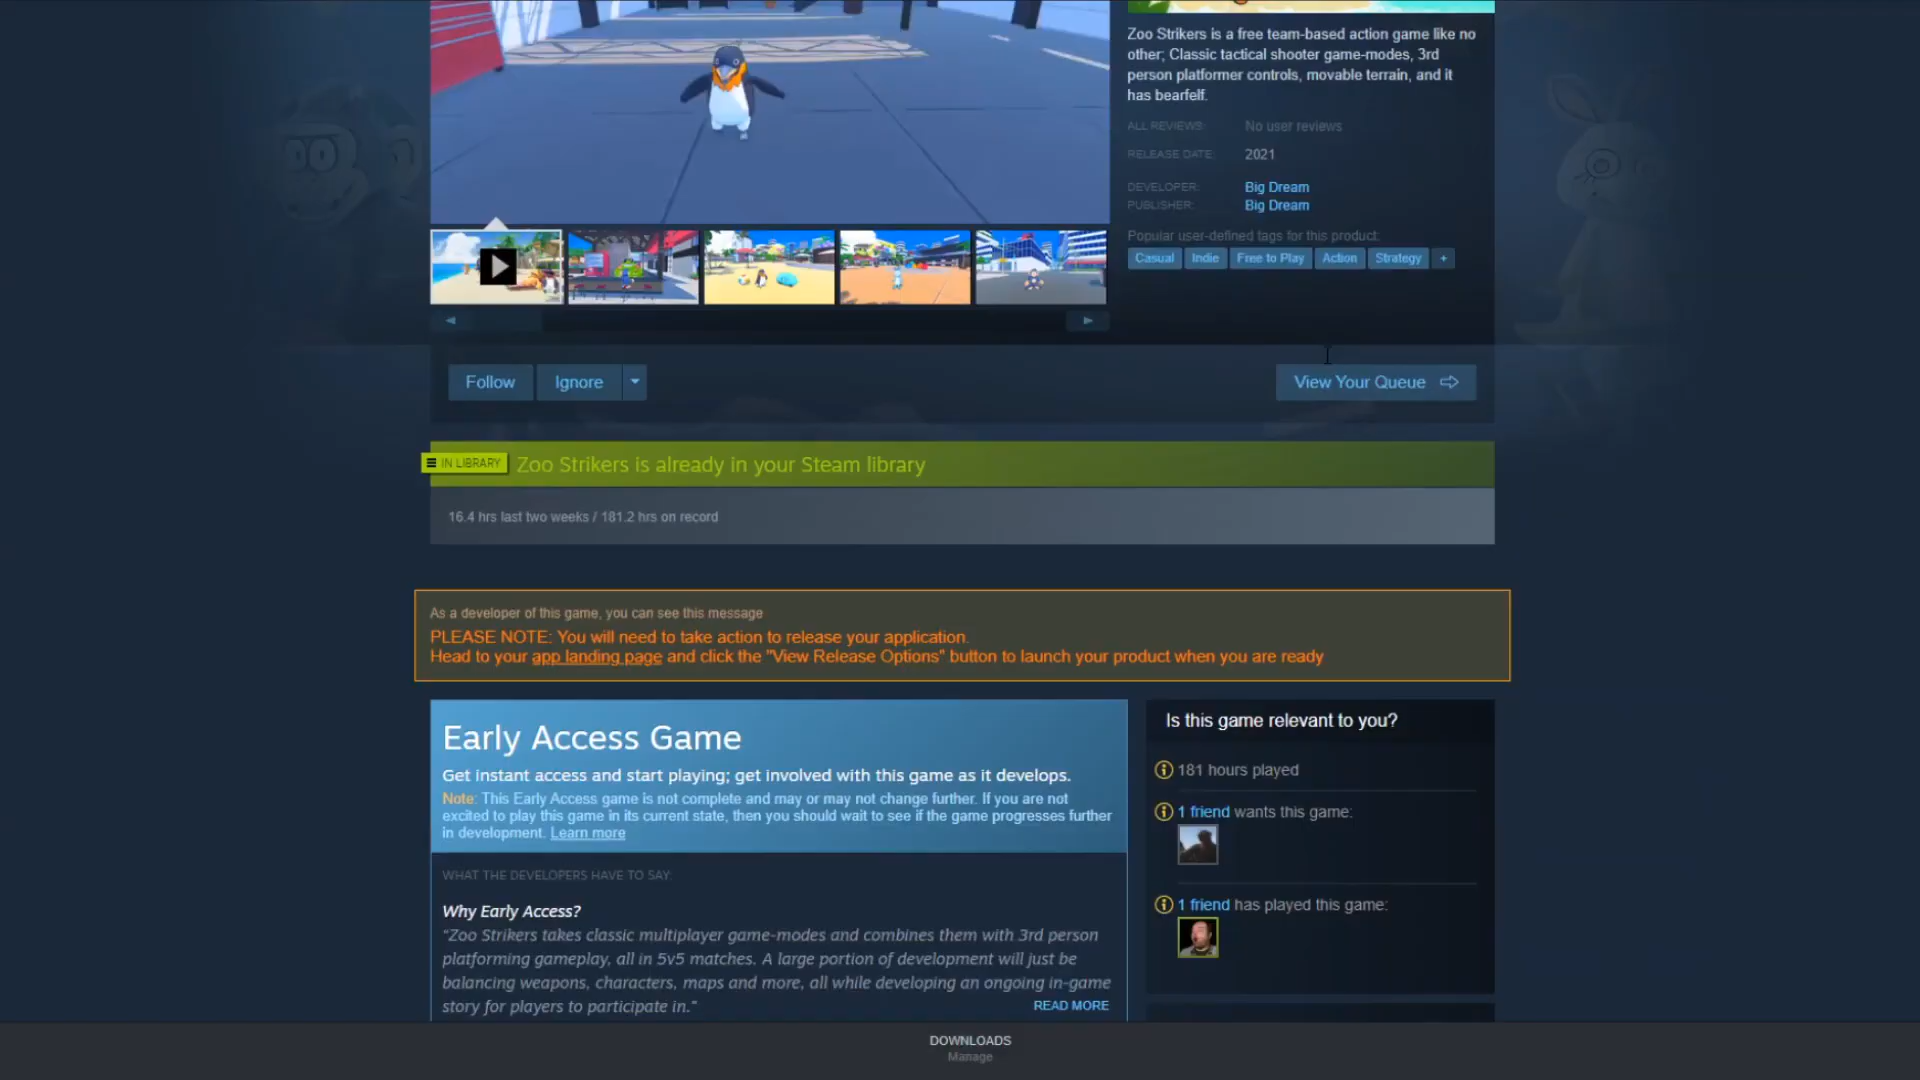 Zoo Strikers is a free team-based action game like no
other; Classic tactical shooter game-modes, 3rd
person platformer controls, movable terrain, and it
has bearfelf.
ALL REVIEWS: No user reviews
RELEASE DATE: 2021
DEVELOPER: Big Dream
PUBLISHER: Big Dream
Popular user-defined tags for this product:
Casual Indie Free to Play Action Strategy +
Follow Ignore View Your Queue
IN LIBRARY Zoo Strikers is already in your Steam library
16.4 hrs last two weeks / 181.2 hrs on record
As a developer of this game, you can see this message
PLEASE NOTE: You will need to take action to release your application.
Head to your app landing page and click the "View Release Options" button to launch your product when you are ready
Early Access Game
Get instant access and start playing; get involved with this game as it develops.
Note: This Early Access game is not complete and may or may not change further. If you are not
excited to play this game in its current state, then you should wait to see if the game progresses further
in development. Learn more
WHAT THE DEVELOPERS HAVE TO SAY:
Why Early Access?
"Zoo Strikers takes classic multiplayer game-modes and combines them with 3rd person
platforming gameplay, all in 5v5 matches. A large portion of development will just be
balancing weapons, characters, maps and more, all while developing an ongoing in-game
story for players to participate in."
READ MORE
Is this game relevant to you?
181 hours played
1 friend wants this game:
1 friend has played this game:
DOWNLOADS
Manage